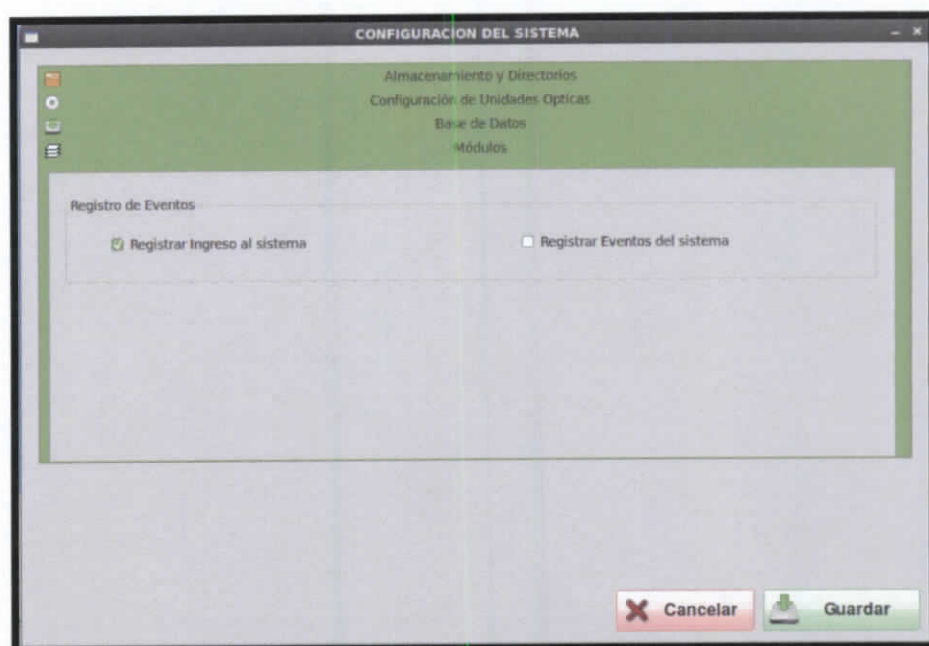 CONFIGURACION DEL SISTEMA
Almacenamiento y Directorios
Configuración de Unidades Opticas
Base de Datos
Módulos
Registro de Eventos
Registrar Ingreso al sistema
Registrar Eventos del sistema
Cancelar
Guardar